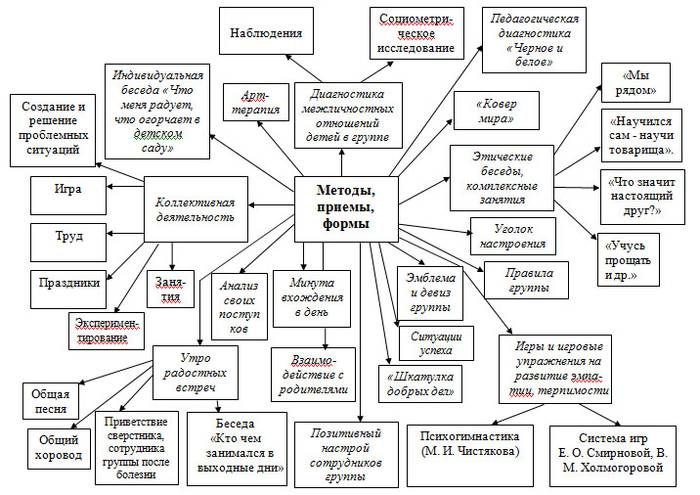 Наблюдения
Социометри-
ческое
исследование
Педагогическая
диагностика
«Черное и
белое»
Индивидуальная
беседа «Что
меня радует,
что огорчает в
детском
саду»
Арт-
терапия
Диагностика
межличностных
отношений
детей в группе
«Ковер
мира»
«Мы
рядом»
Создание и
решение
проблемных
ситуаций
Этические
беседы,
комплексные
занятия
«Научился
сам - научи
товарища».
Игра
Коллективная
деятельность
Методы,
приемы,
формы
«Что значит
настоящий
друг?»
Труд
Уголок
настроения
«Учусь
прощать
и др.»
Праздники
Заня-
тия
Анализ
своих
поступ
ков
Минута
вхождения
в день
Эмблема
и девиз
группы
Правила
группы
Эксперимен-
тирование
Ситуации
успеха
Утро
радостных
встреч
Взаимо-
действие с
родителями
«Шкатулка
добрых дел»
Игры и игровые
упражнения на
развитие эмпа-
тии, терпимости
Общая
песня
Общий
хоровод
Приветствие
сверстника,
сотрудника
группы после
болезни
Беседа
«Кто чем
занимался в
выходные дни»
Позитивный
настрой
сотрудников
группы
Психогимнастика
(М. И. Чистякова)
Система игр
Е. О. Смирновой, В.
М. Холмогоровой